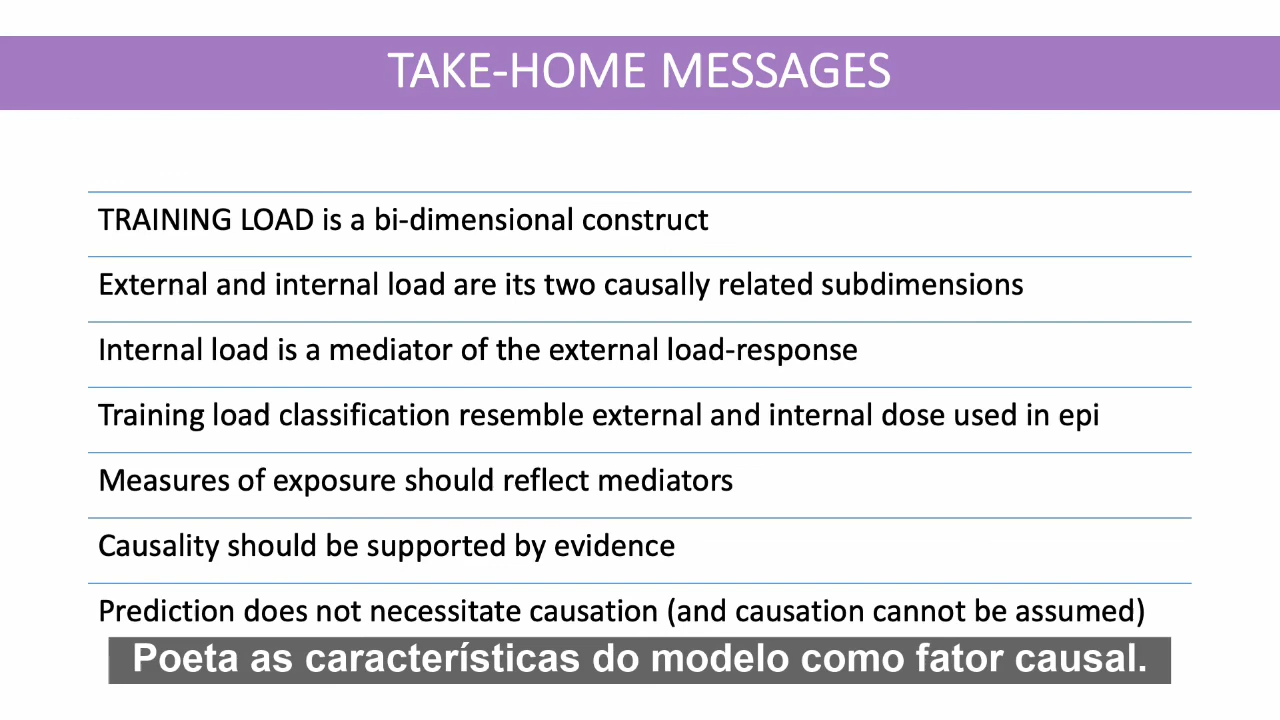 TAKE-HOME MESSAGES
TRAINING LOAD is a bi-dimensional construct
External and internal load are its two causally related subdimensions
Internal load is a mediator of the external load-response
Training load classification resemble external and internal dose used in epi
Measures of exposure should reflect mediators
Causality should be supported by evidence
Prediction does not necessitate causation (and causation cannot be assumed)
Poeta as características do modelo como fator causal.